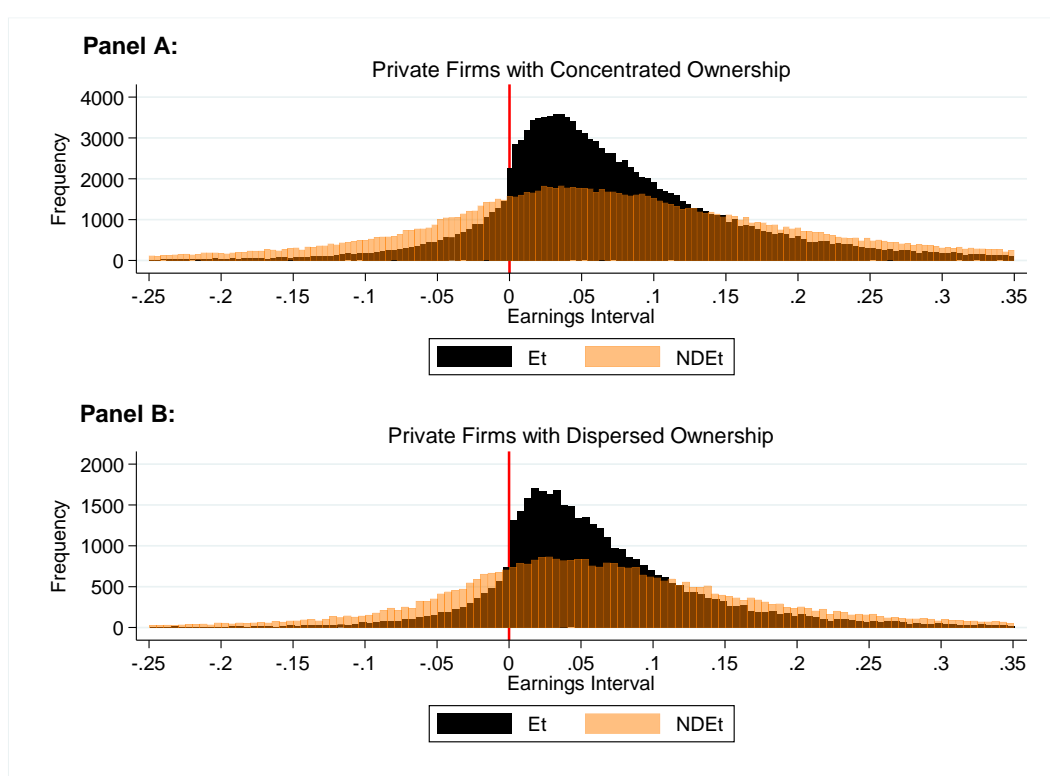 Panel A:
Private Firms with Concentrated Ownership
4000
3000
2000
1000
0
Frequency
-.25 -.2 -.15 -.1 -.05 0 .05 .1 .15 .2 .25 .3 .35
Earnings Interval
Et NDEt
Panel B:
Private Firms with Dispersed Ownership
2000
1500
1000
500
0
Frequency
-.25 -.2 -.15 -.1 -.05 0 .05 .1 .15 .2 .25 .3 .35
Earnings Interval
Et NDEt